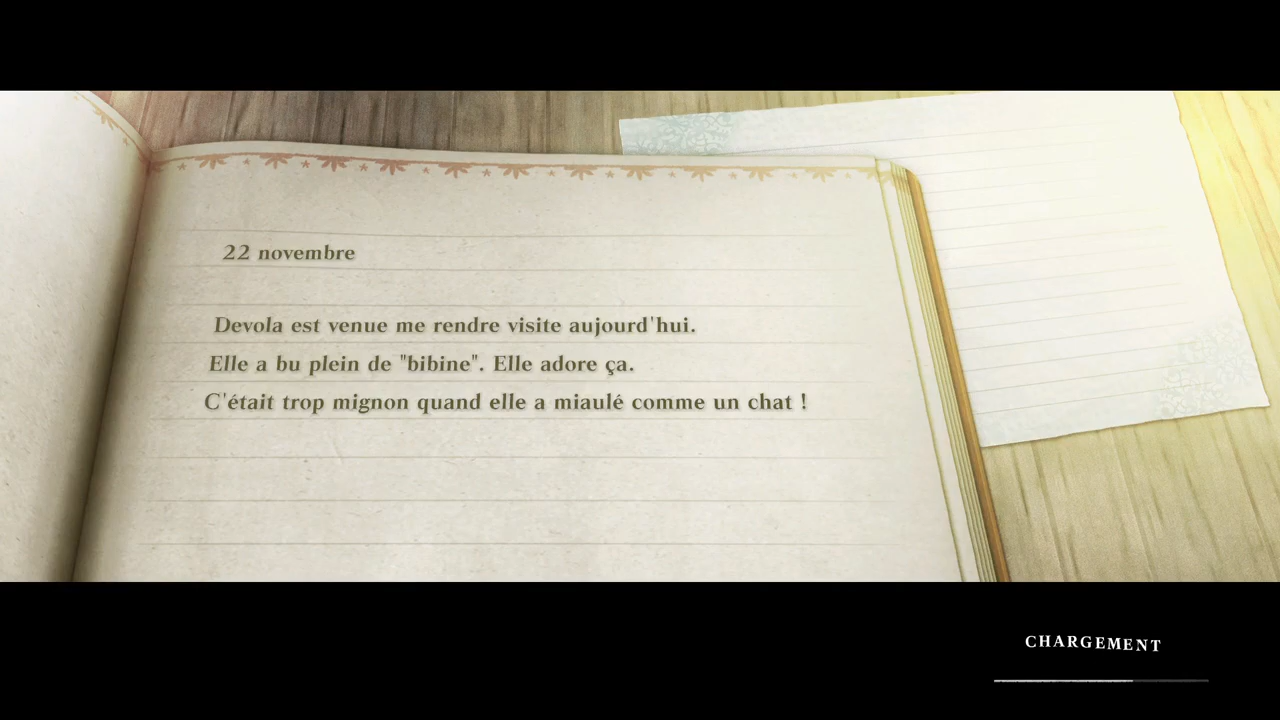 22 novembre
Devola est venue me rendre visite aujourd'hui.
Elle a bu plein de "bibine". Elle adore ça.
C'était trop mignon quand elle a miaulé comme un chat !
CHARGEMENT